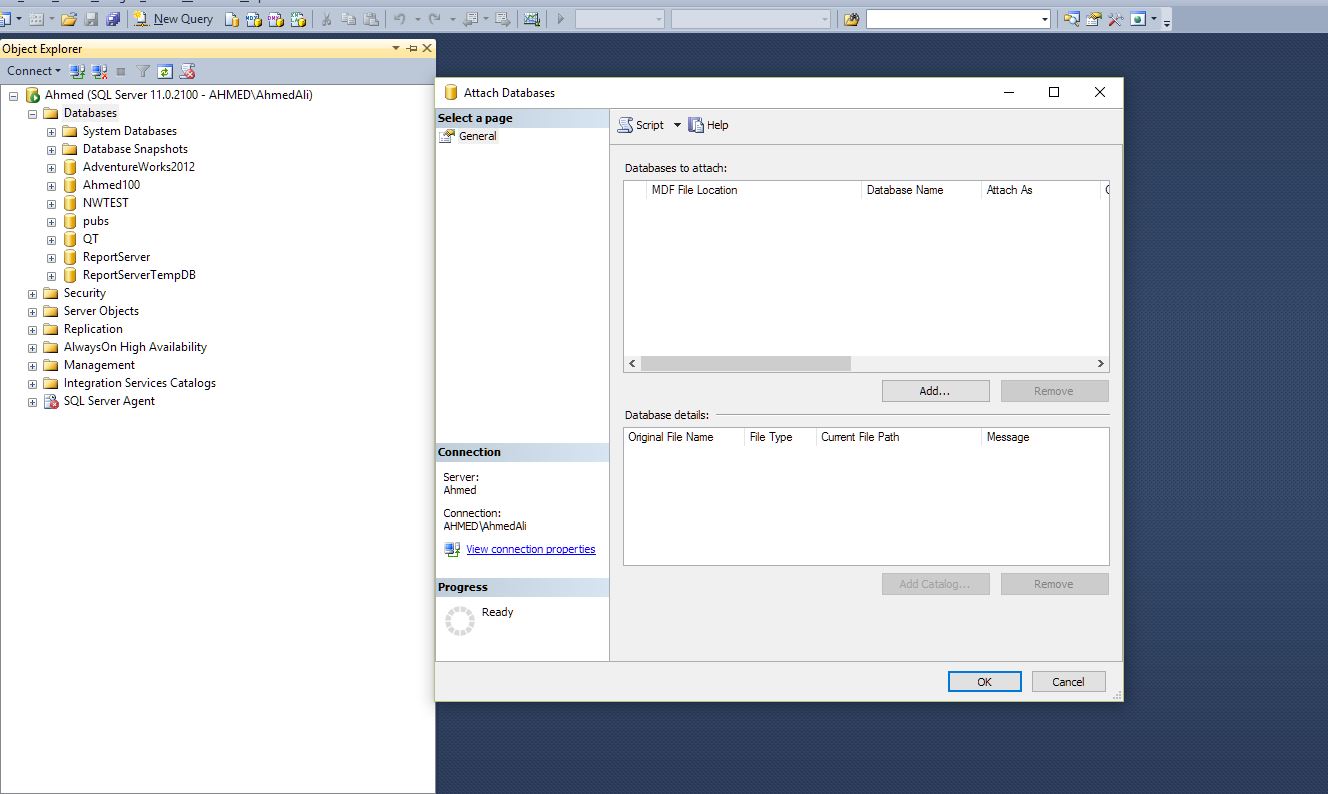 New Query
Object Explorer
Connect
Ahmed (SQL Server 11.0.2100 - AHMED\AhmedAli)
Databases
System Databases
Database Snapshots
AdventureWorks2012
Ahmed100
NWTEST
pubs
QT
ReportServer
ReportServerTempDB
Security
Server Objects
Replication
AlwaysOn High Availability
Management
Integration Services Catalogs
SQL Server Agent
Attach Databases
Select a page
General
Script Help
Databases to attach:
MDF File Location Database Name Attach As
Add... Remove
Database details:
Original File Name File Type Current File Path Message
Add Catalog... Remove
Connection
Server:
Ahmed
Connection:
AHMED\AhmedAli
View connection properties
Progress
Ready
OK Cancel